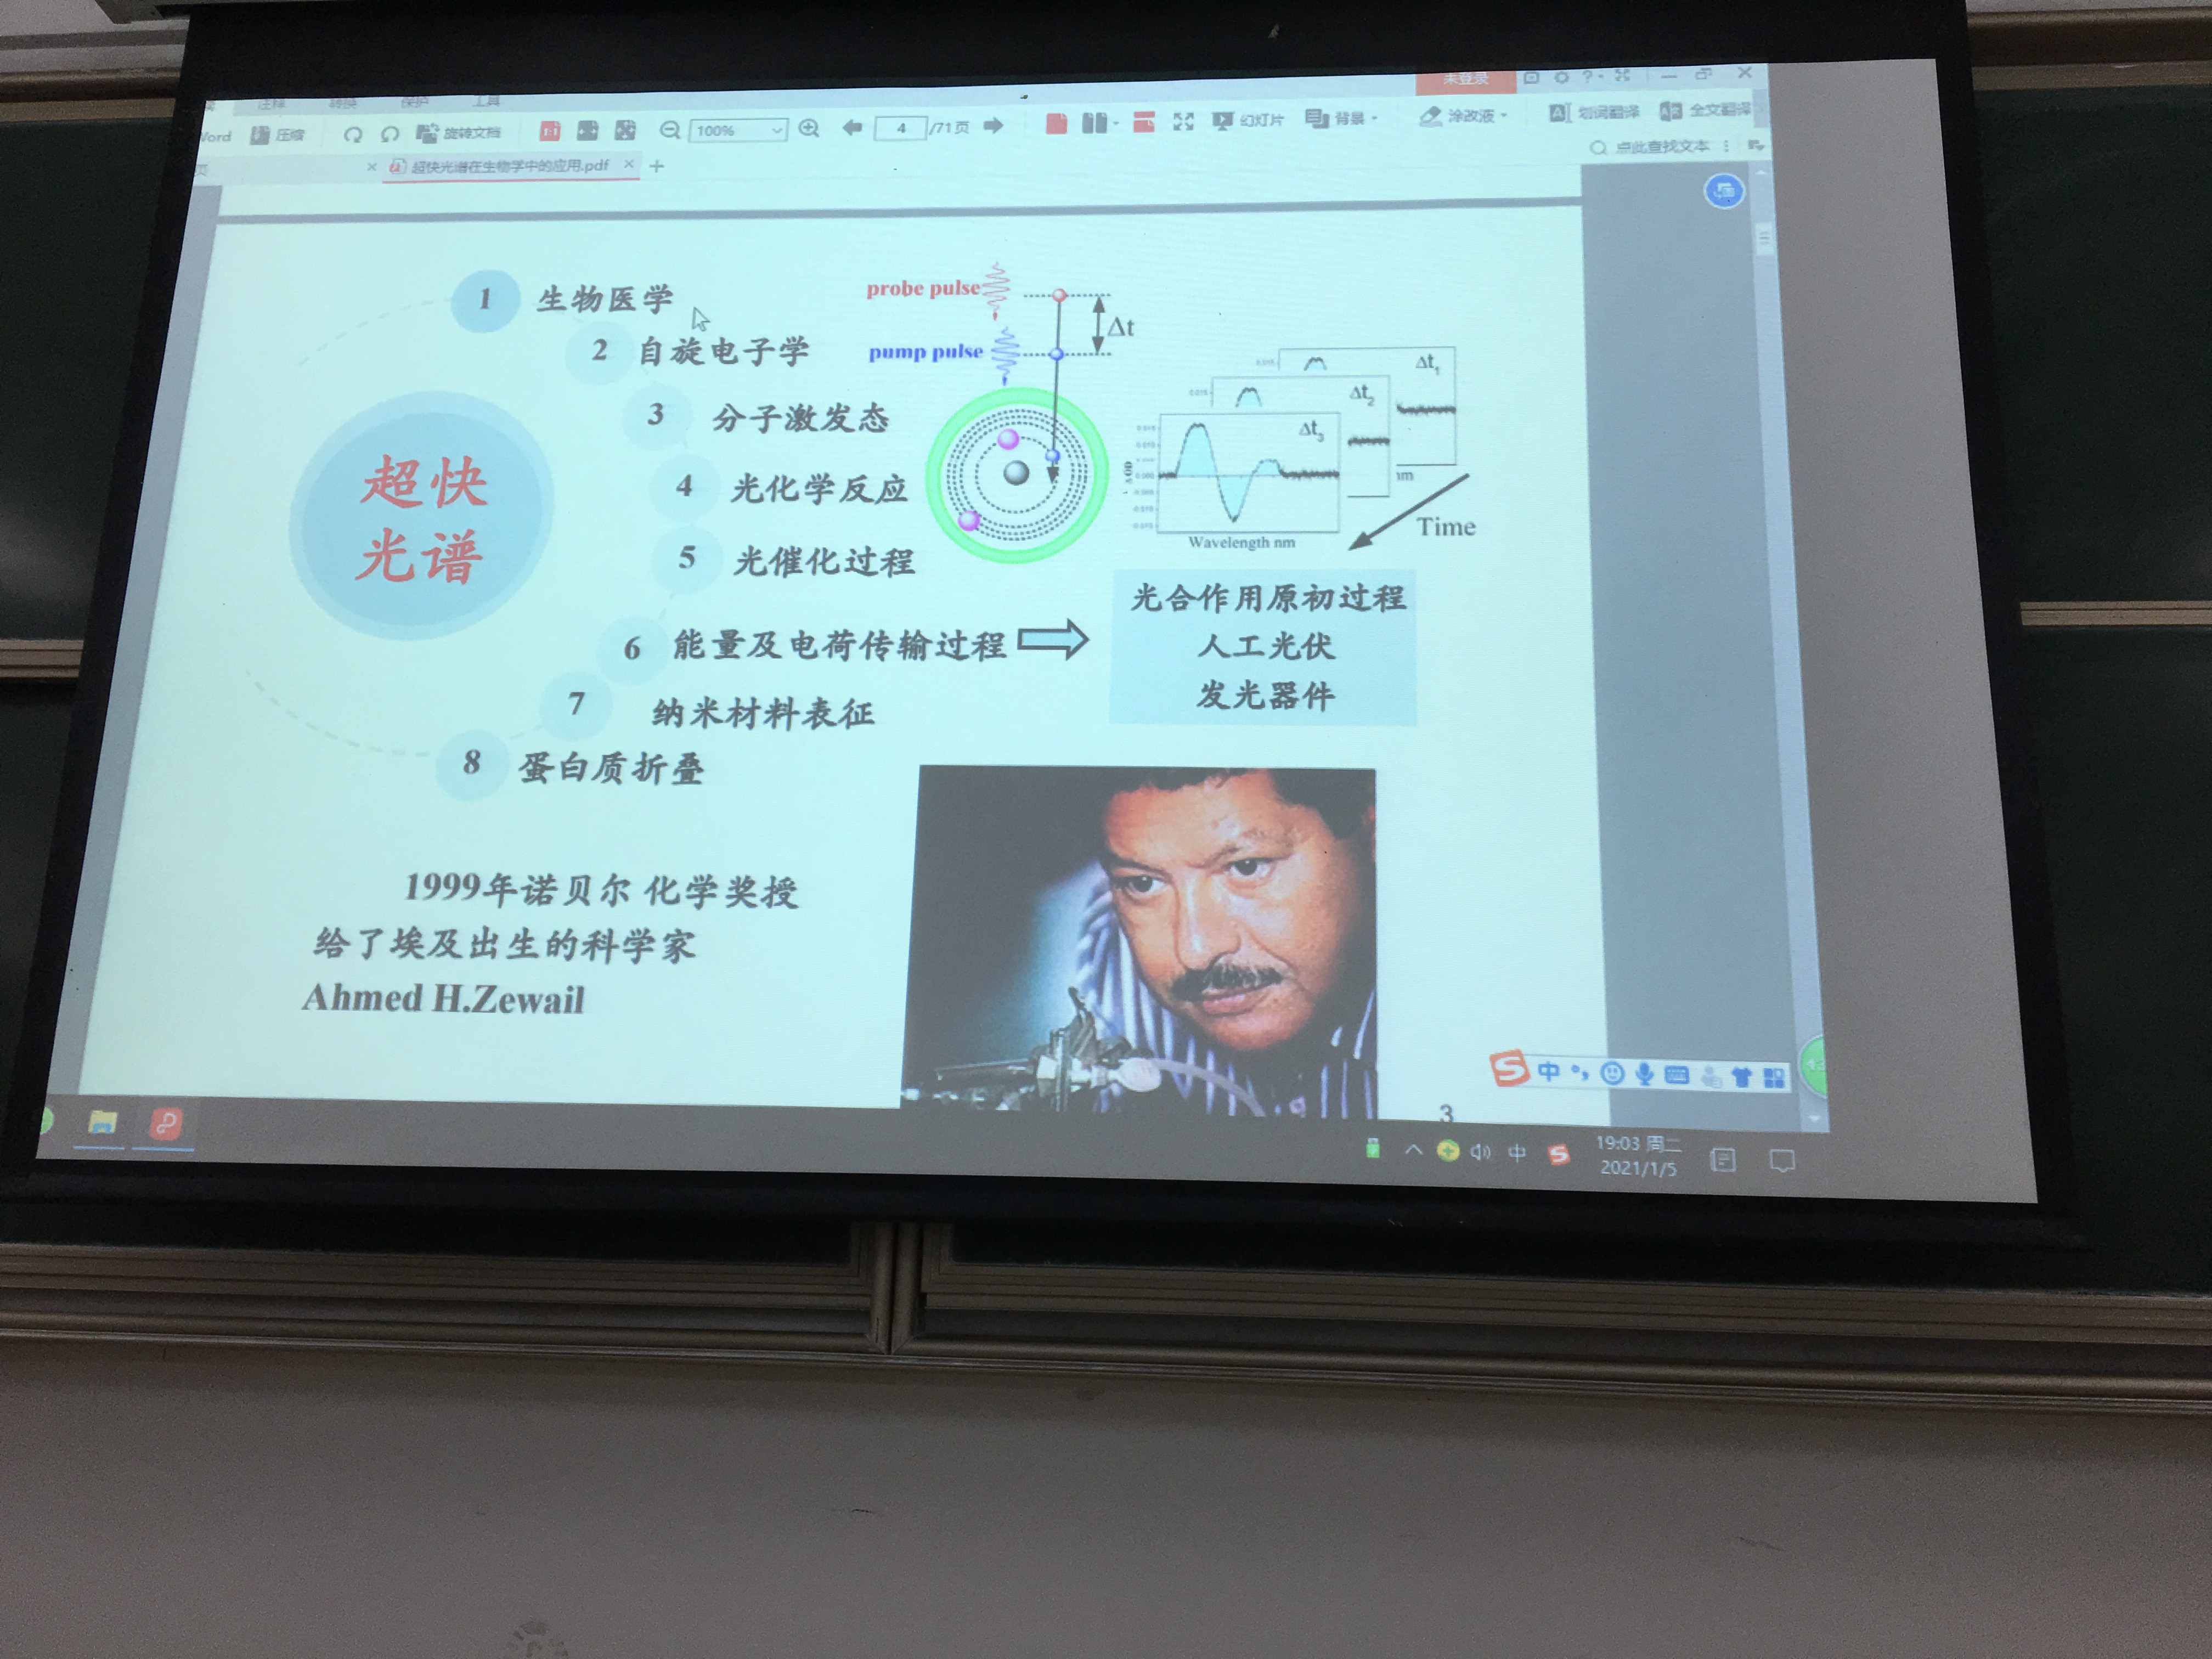 未登录
注释 转换 保护 工具
Word 压缩 旋转文档 100% 4 /71页 幻灯片 背景 涂改液 划词翻译 全文翻译
点此查找文本
页 超快光谱在生物学中的应用.pdf
超快
光谱
1 生物医学
2 自旋电子学
3 分子激发态
4 光化学反应
5 光催化过程
6 能量及电荷传输过程
7 纳米材料表征
8 蛋白质折叠
probe pulse
pump pulse
Δt
Δt1
Δt2
Δt3
nm
Wavelength nm
Time
光合作用原初过程
人工光伏
发光器件
1999年诺贝尔 化学奖授
给了埃及出生的科学家
Ahmed H.Zewail
3
中
中
19:03 周二
2021/1/5